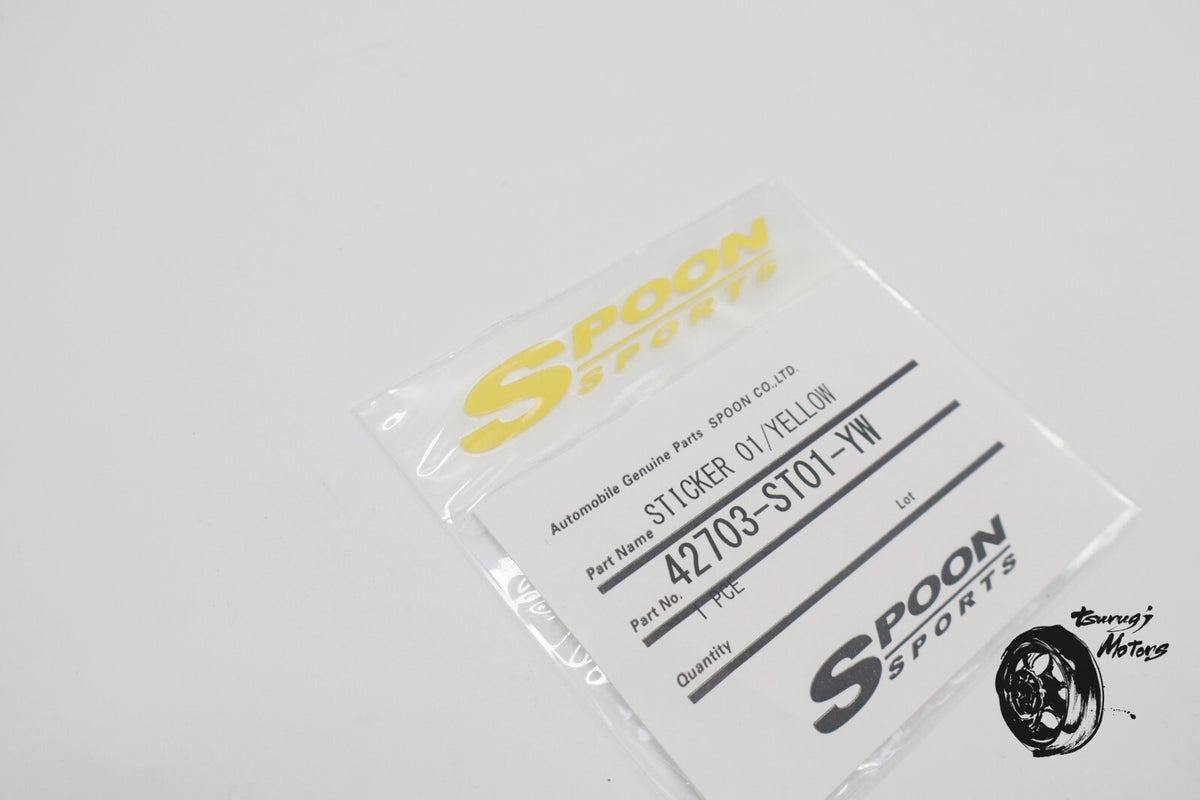 SPOON
SPORTS
Automobile Genuine Parts SPOON CO.,LTD.
Part Name STICKER 01/YELLOW
Part No. 42703-ST01-YW
Quantity 1 PCE Lot
SPOON
SPORTS
Tsurugi
Motors